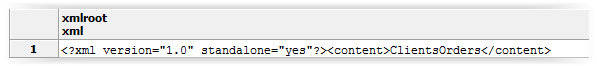 xmlroot
xml
1 <?xml version="1.0" standalone="yes"?><content>ClientsOrders</content>